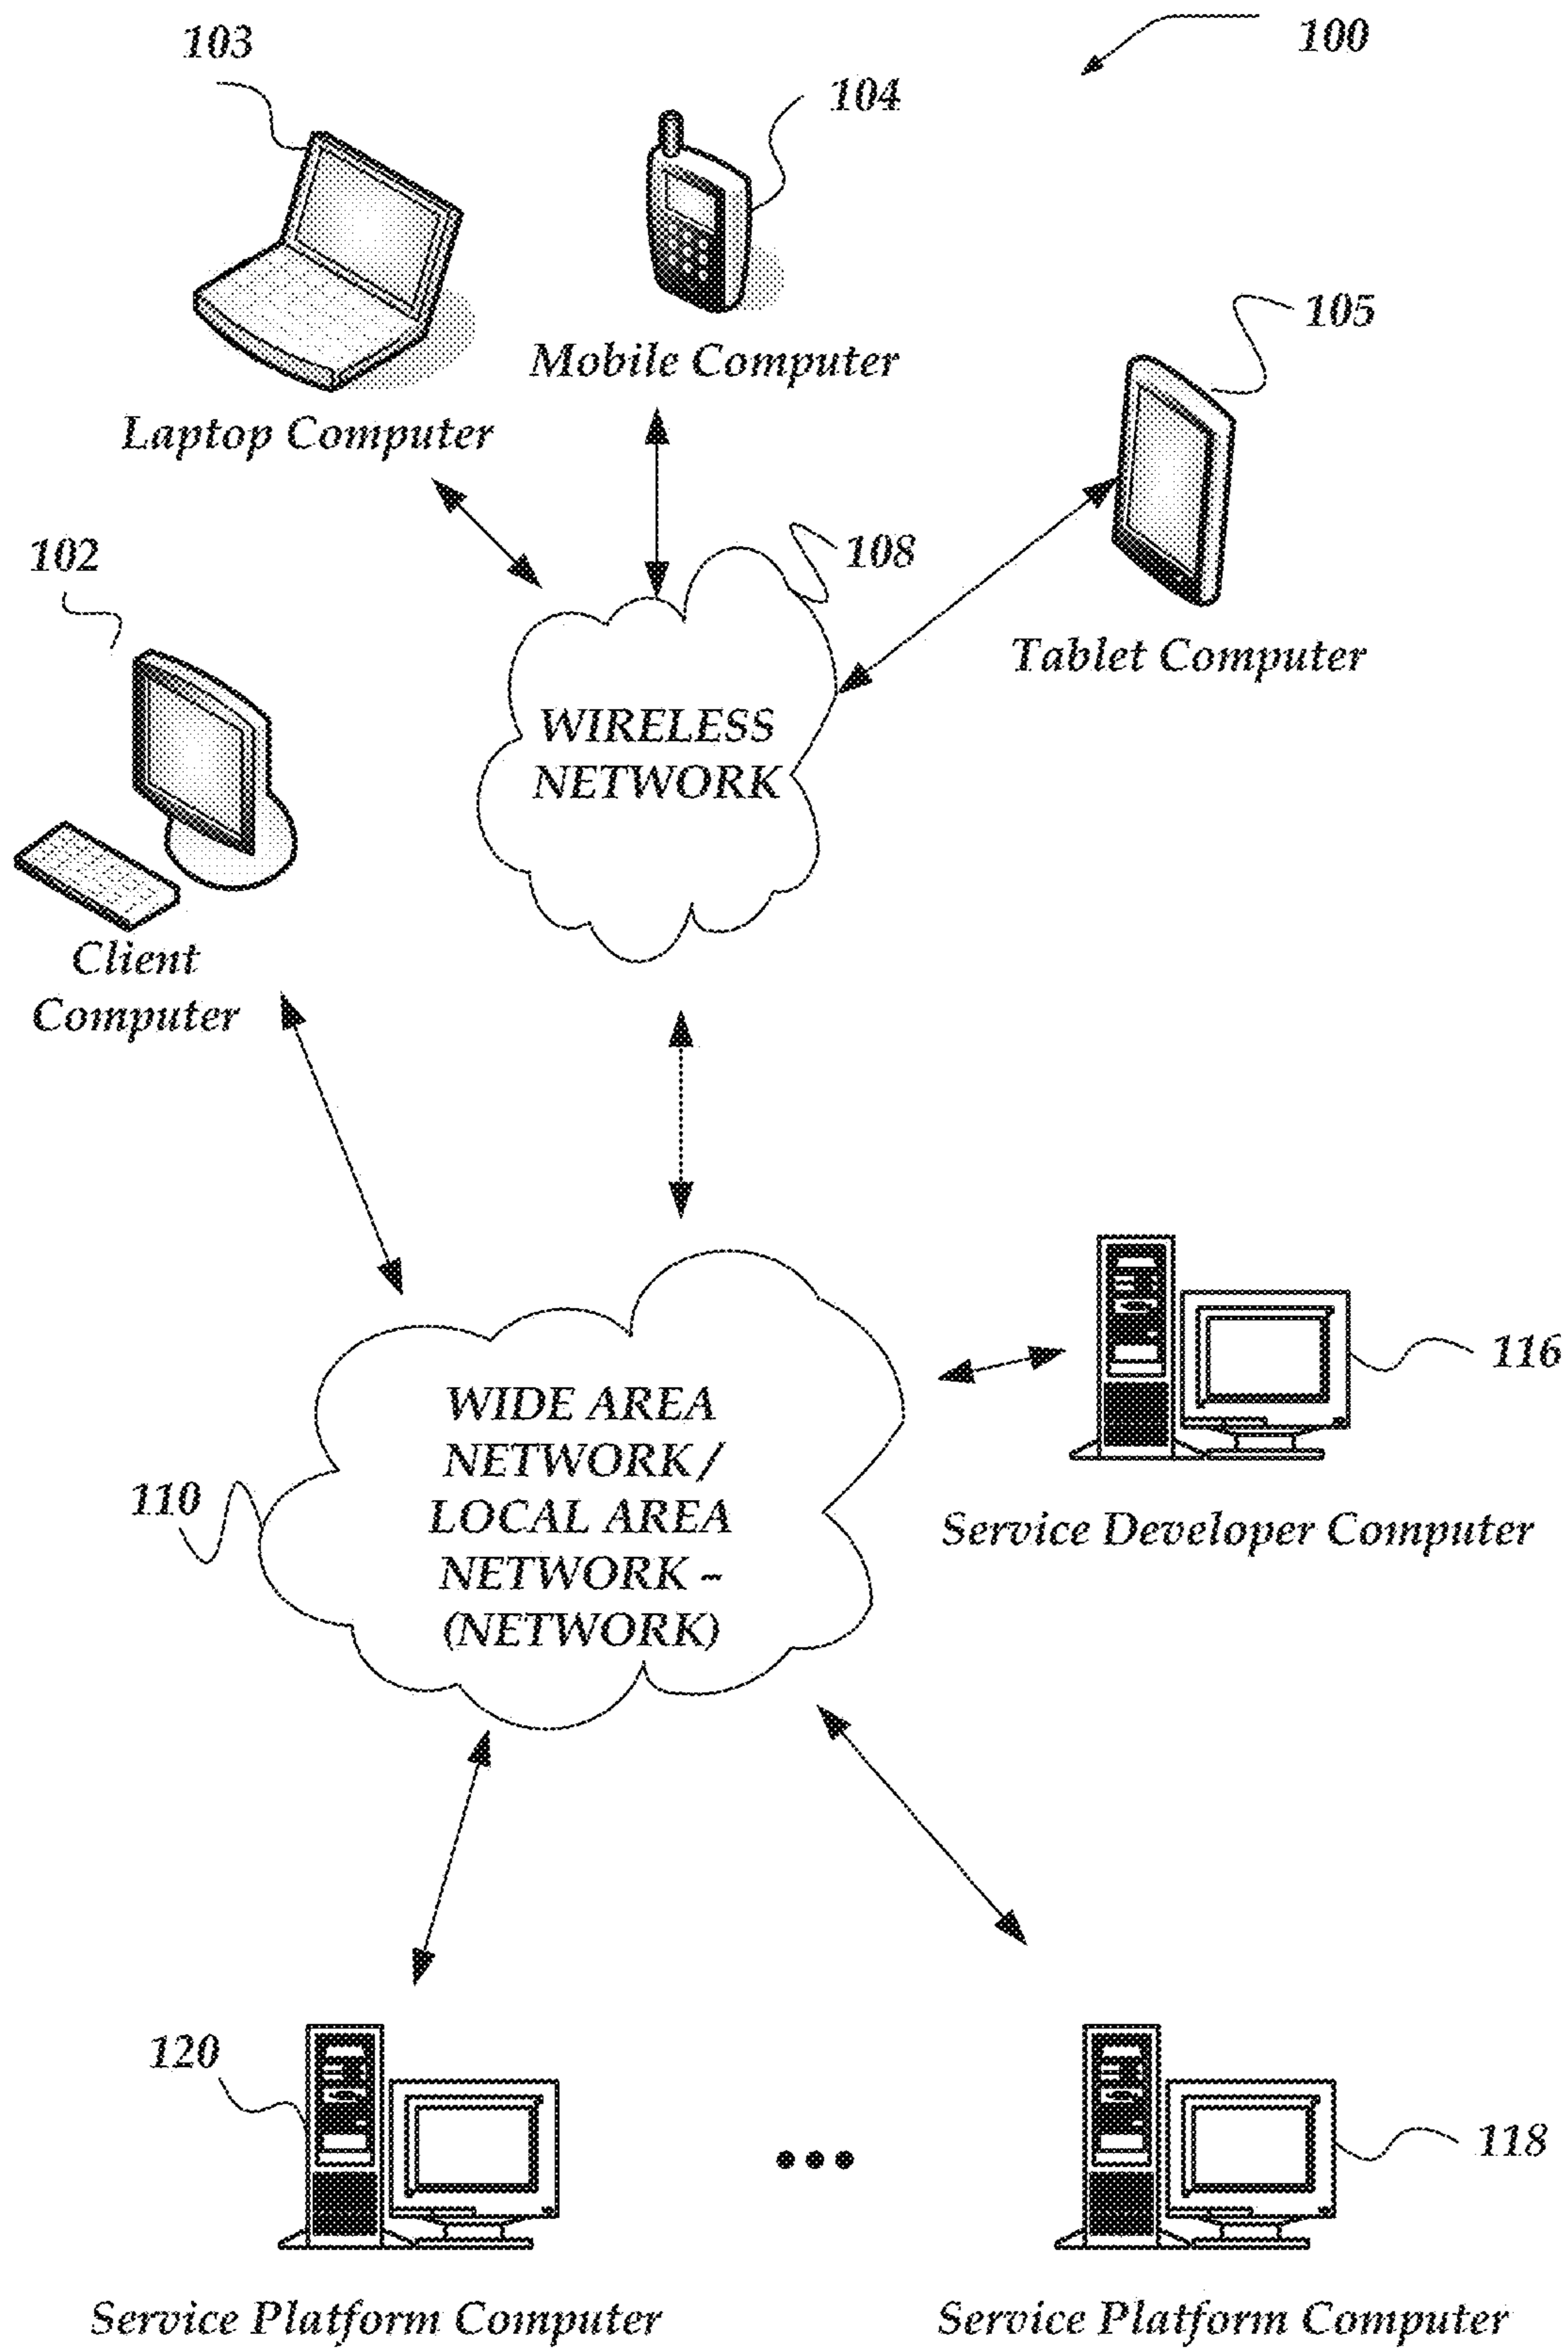 103
100
104
105
Mobile Computer
Laptop Computer
102
108
Tablet Computer
WIRELESS
NETWORK
Client
Computer
116
WIDE AREA
NETWORK/
LOCAL AREA
NETWORK -
(NETWORK)
110
Service Developer Computer
120
118
Service Platform Computer
Service Platform Computer